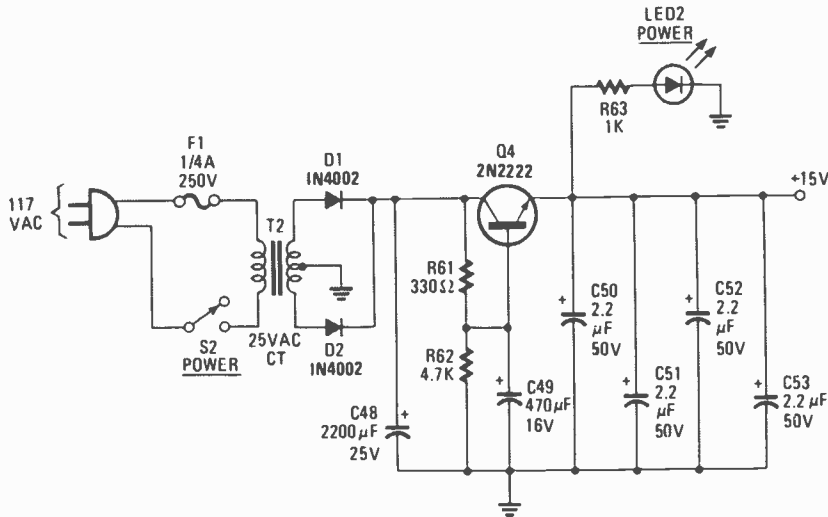 LED2
POWER
R63
1K
F1
1/4A
250V
D1
1N4002
Q4
2N2222
+15V
117
VAC
T2
R61
330Ω
+
C50
2.2
μF
50V
+
C52
2.2
μF
50V
S2
POWER
25VAC
CT
D2
1N4002
R62
4.7K
+
C49
470μF
16V
+
C51
2.2
μF
50V
+
C53
2.2μF
50V
C48
+
2200μF
25V